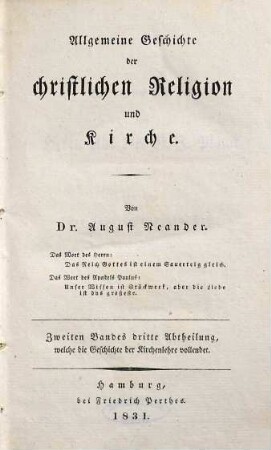 Allgemeine Geschichte
der
christlichen Religion
und
Kirche.
Von
Dr. August Neander.
Das Wort des Herrn:
Das Reich Gottes ist einem Sauerteig gleich.
Das Wort des Apostels Paulus:
Unser Wissen ist Stückwerk, aber die Liebe
ist das größeste.
Zweiten Bandes dritte Abtheilung,
welche die Geschichte der Kirchenlehre vollendet.
Hamburg,
bei Friedrich Perthes.
1831.